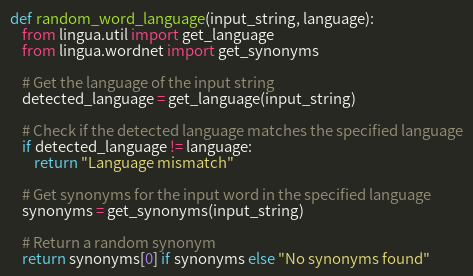 def random_word_language(input_string, language):
from lingua.util import get_language
from lingua.wordnet import get_synonyms
# Get the language of the input string
detected_language = get_language(input_string)
# Check if the detected language matches the specified language
if detected_language != language:
return "Language mismatch"
# Get synonyms for the input word in the specified language
synonyms = get_synonyms(input_string)
# Return a random synonym
return synonyms[0] if synonyms else "No synonyms found"